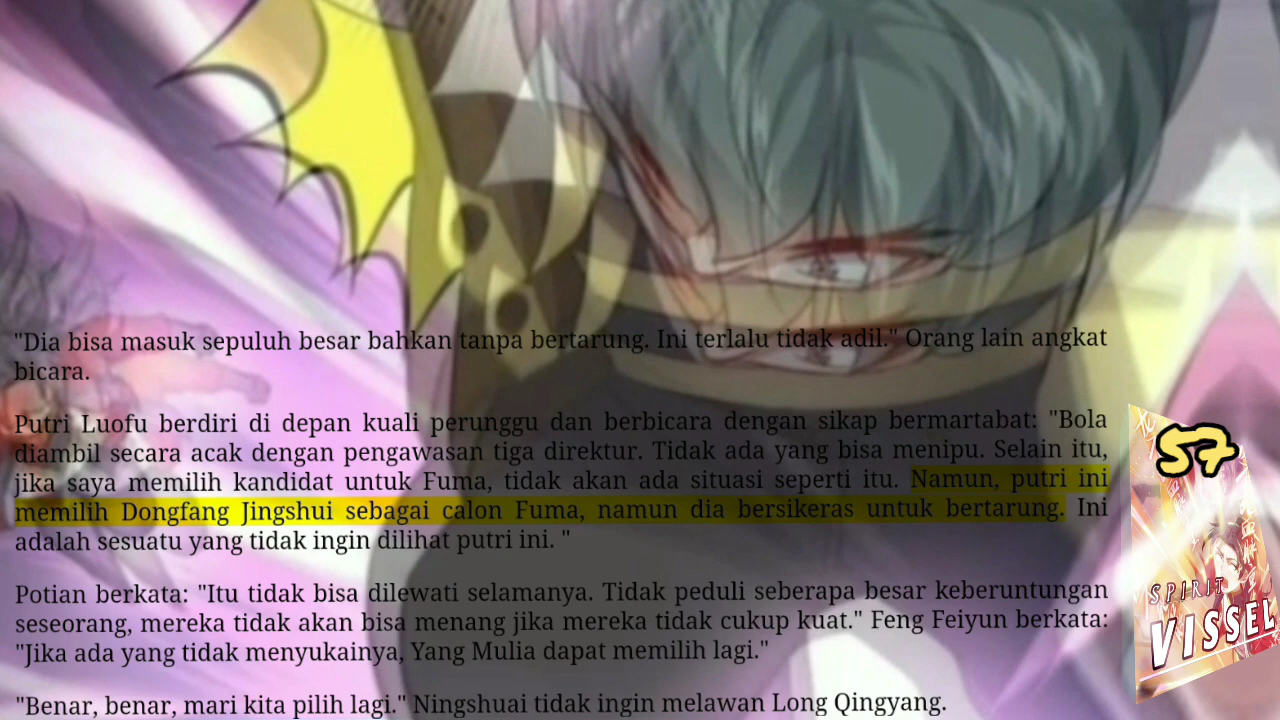 "Dia bisa masuk sepuluh besar bahkan tanpa bertarung. Ini terlalu tidak adil." Orang lain angkat
bicara.
Putri Luofu berdiri di depan kuali perunggu dan berbicara dengan sikap bermartabat: "Bola
diambil secara acak dengan pengawasan tiga direktur. Tidak ada yang bisa menipu. Selain itu,
jika saya memilih kandidat untuk Fuma, tidak akan ada situasi seperti itu. Namun, putri ini
memilih Dongfang Jingshui sebagai calon Fuma, namun dia bersikeras untuk bertarung. Ini
adalah sesuatu yang tidak ingin dilihat putri ini. "
Potian berkata: "Itu tidak bisa dilewati selamanya. Tidak peduli seberapa besar keberuntungan
seseorang, mereka tidak akan bisa menang jika mereka tidak cukup kuat." Feng Feiyun berkata:
"Jika ada yang tidak menyukainya, Yang Mulia dapat memilih lagi."
"Benar, benar, mari kita pilih lagi." Ningshuai tidak ingin melawan Long Qingyang.
57
SPIRIT
VISSEL